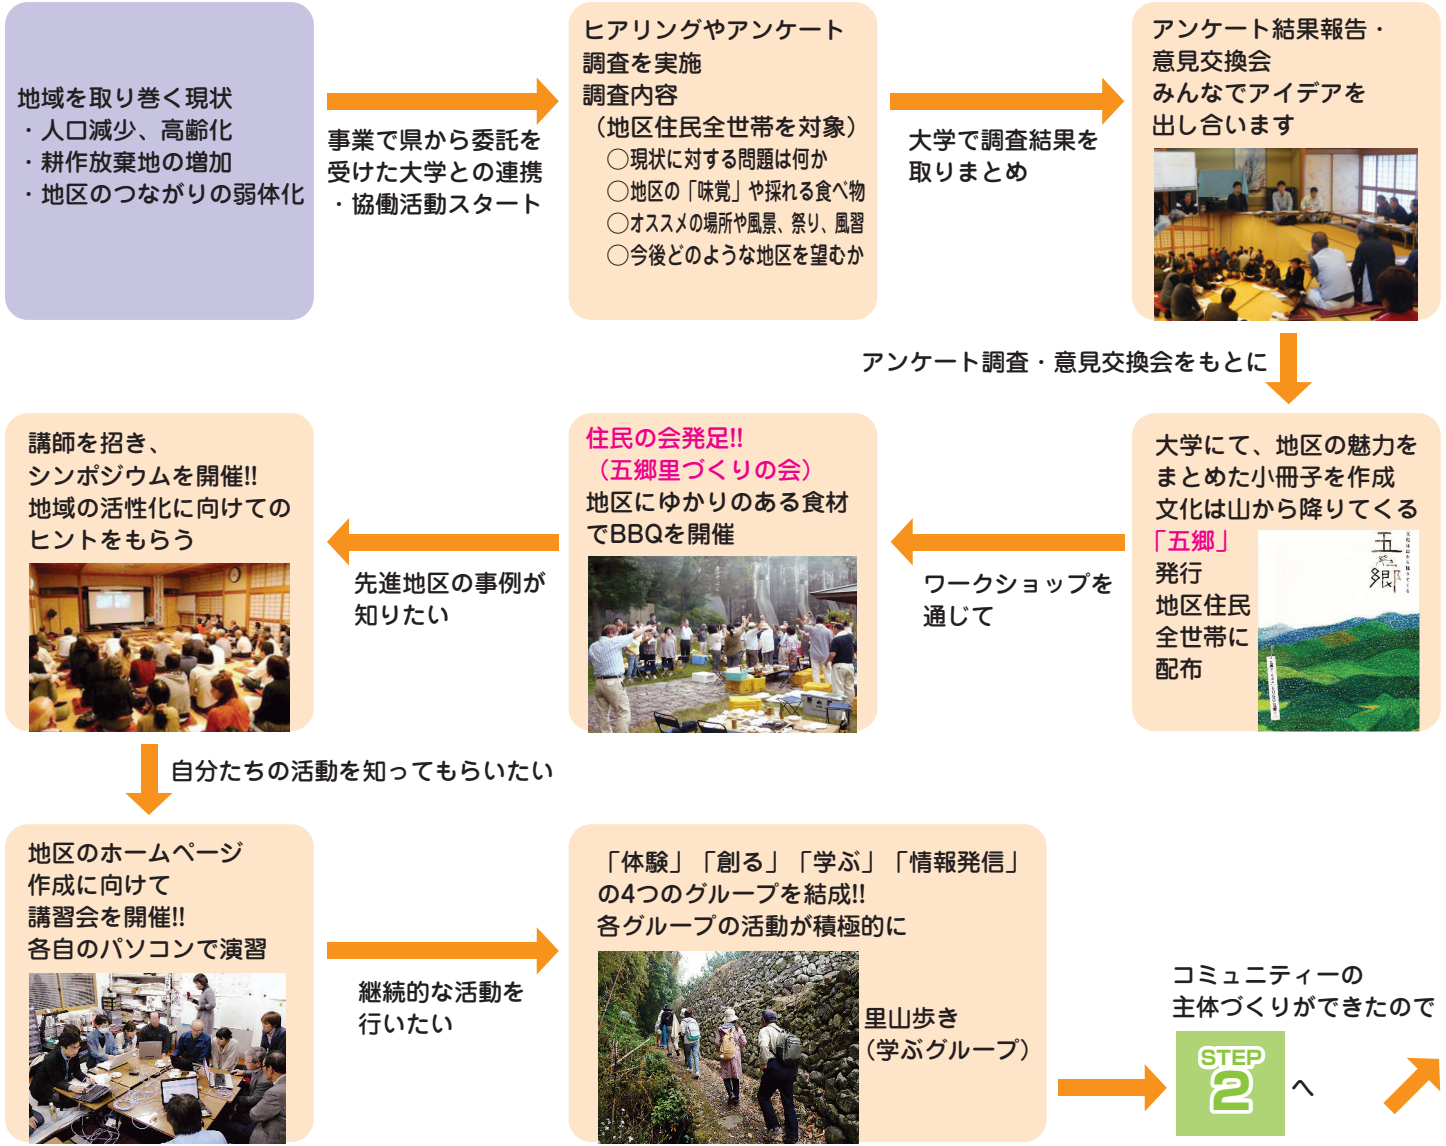 地域を取り巻く現状
・人口減少、高齢化
・耕作放棄地の増加
・地区のつながりの弱体化
事業で県から委託を
受けた大学との連携
・協働活動スタート
ヒアリングやアンケート
調査を実施
調査内容
（地区住民全世帯を対象）
○現状に対する問題は何か
○地区の「味覚」や採れる食べ物
○オススメの場所や風景、祭り、風習
○今後どのような地区を望むか
大学で調査結果を
取りまとめ
アンケート結果報告・
意見交換会
みんなでアイデアを
出し合います
アンケート調査・意見交換会をもとに
大学にて、地区の魅力を
まとめた小冊子を作成
文化は山から降りてくる
「五郷」
発行
地区住民
全世帯に
配布
文化は山から降りてくる
五郷
ワークショップを
通じて
住民の会発足!!
（五郷里づくりの会）
地区にゆかりのある食材
でBBQを開催
先進地区の事例が
知りたい
講師を招き、
シンポジウムを開催!!
地域の活性化に向けての
ヒントをもらう
自分たちの活動を知ってもらいたい
地区のホームページ
作成に向けて
講習会を開催!!
各自のパソコンで演習
継続的な活動を
行いたい
「体験」「創る」「学ぶ」「情報発信」
の4つのグループを結成!!
各グループの活動が積極的に
里山歩き
（学ぶグループ）
コミュニティーの
主体づくりができたので
STEP
2
へ